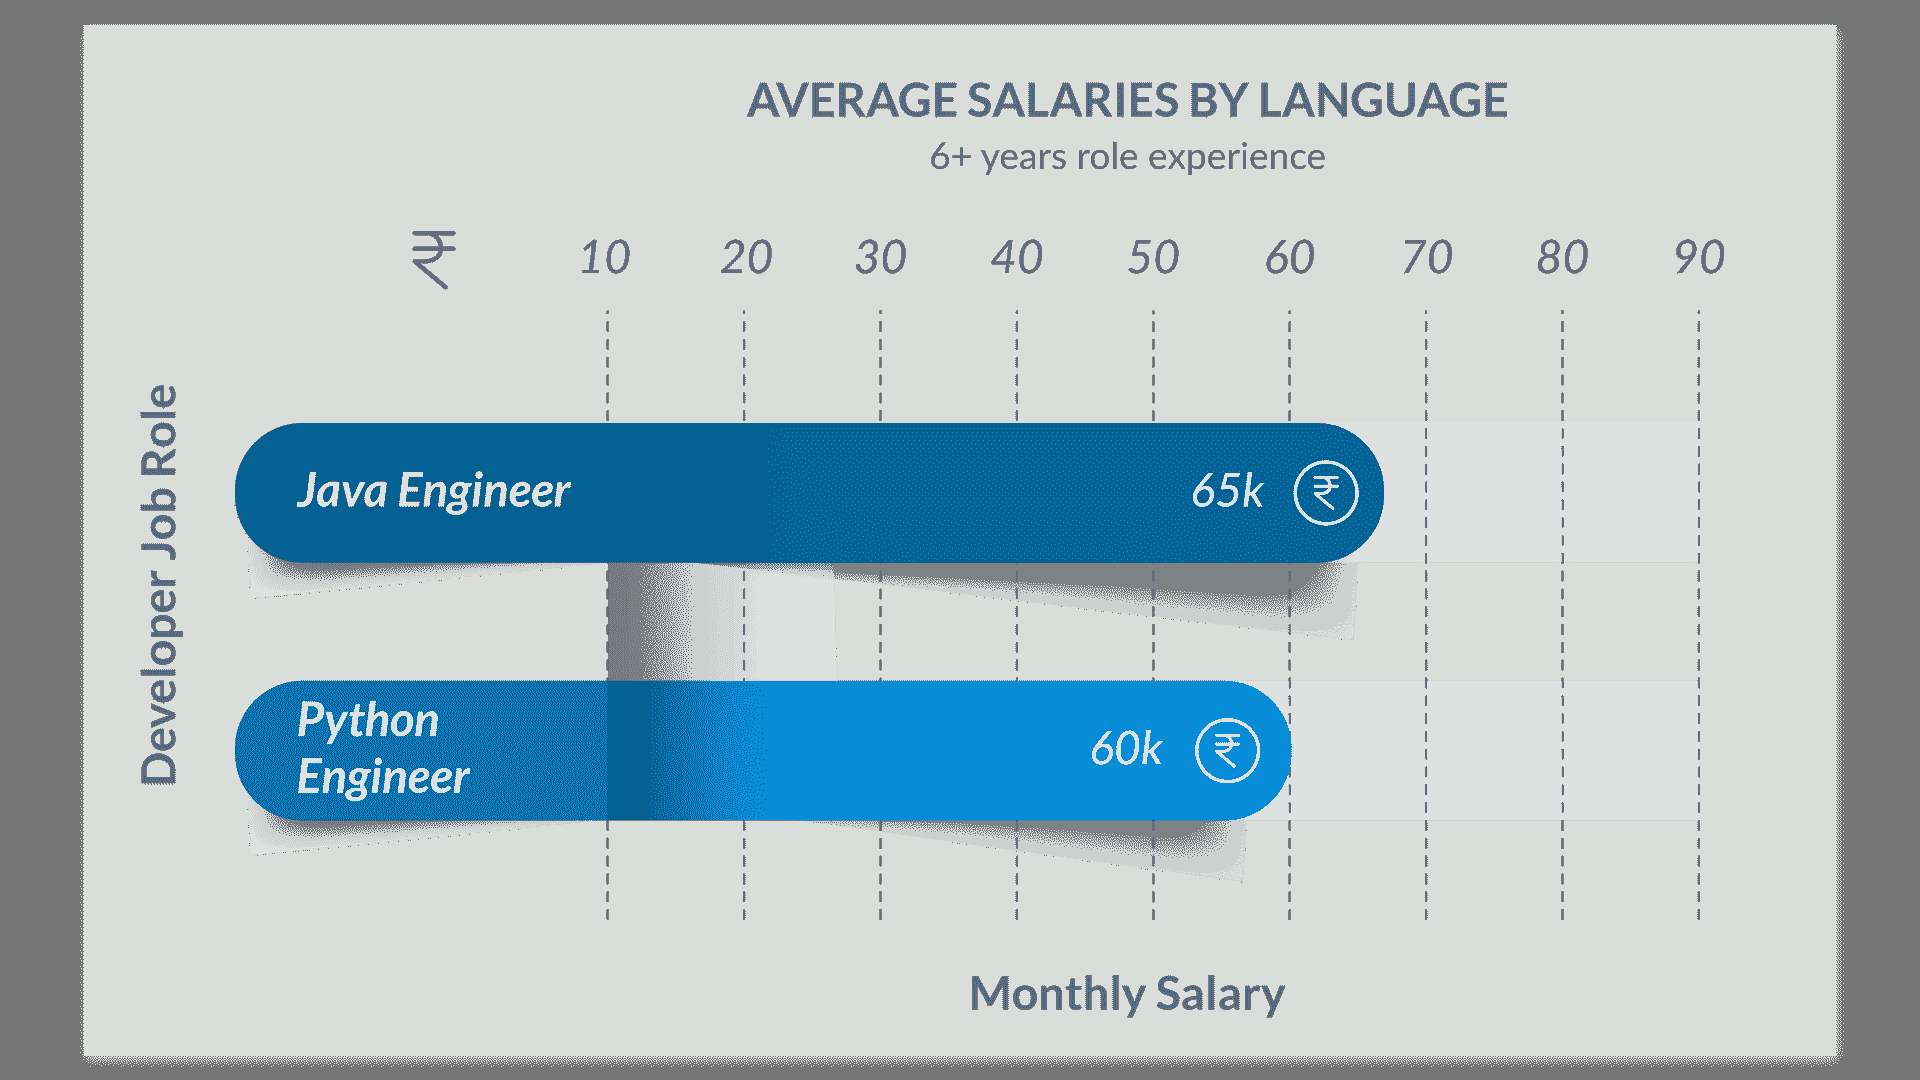 AVERAGE SALARIES BY LANGUAGE
6+ years role experience
₹ 10 20 30 40 50 60 70 80 90
Developer Job Role
Java Engineer 65k ₹
Python
Engineer
60k ₹
Monthly Salary